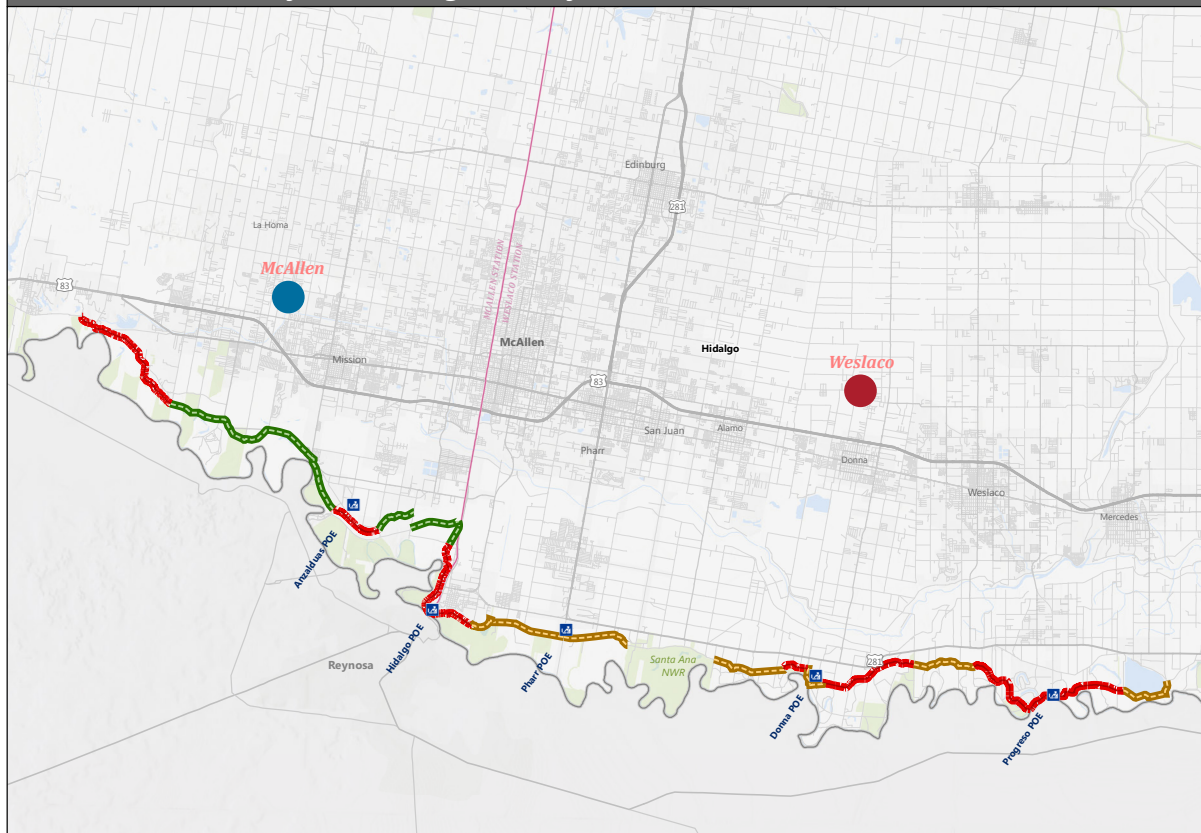 Edinburg
281
La Homa
McAllen
83
MCALLEN STATION
WESLACO STATION
McAllen
Hidalgo
Mission
Weslaco
83
San Juan
Alamo
Pharr
Donna
Weslaco
Mercedes
Anzalduas POE
Hidalgo POE
Reynosa
Pharr POE
Santa Ana
NWR
281
Donna POE
Progreso POE